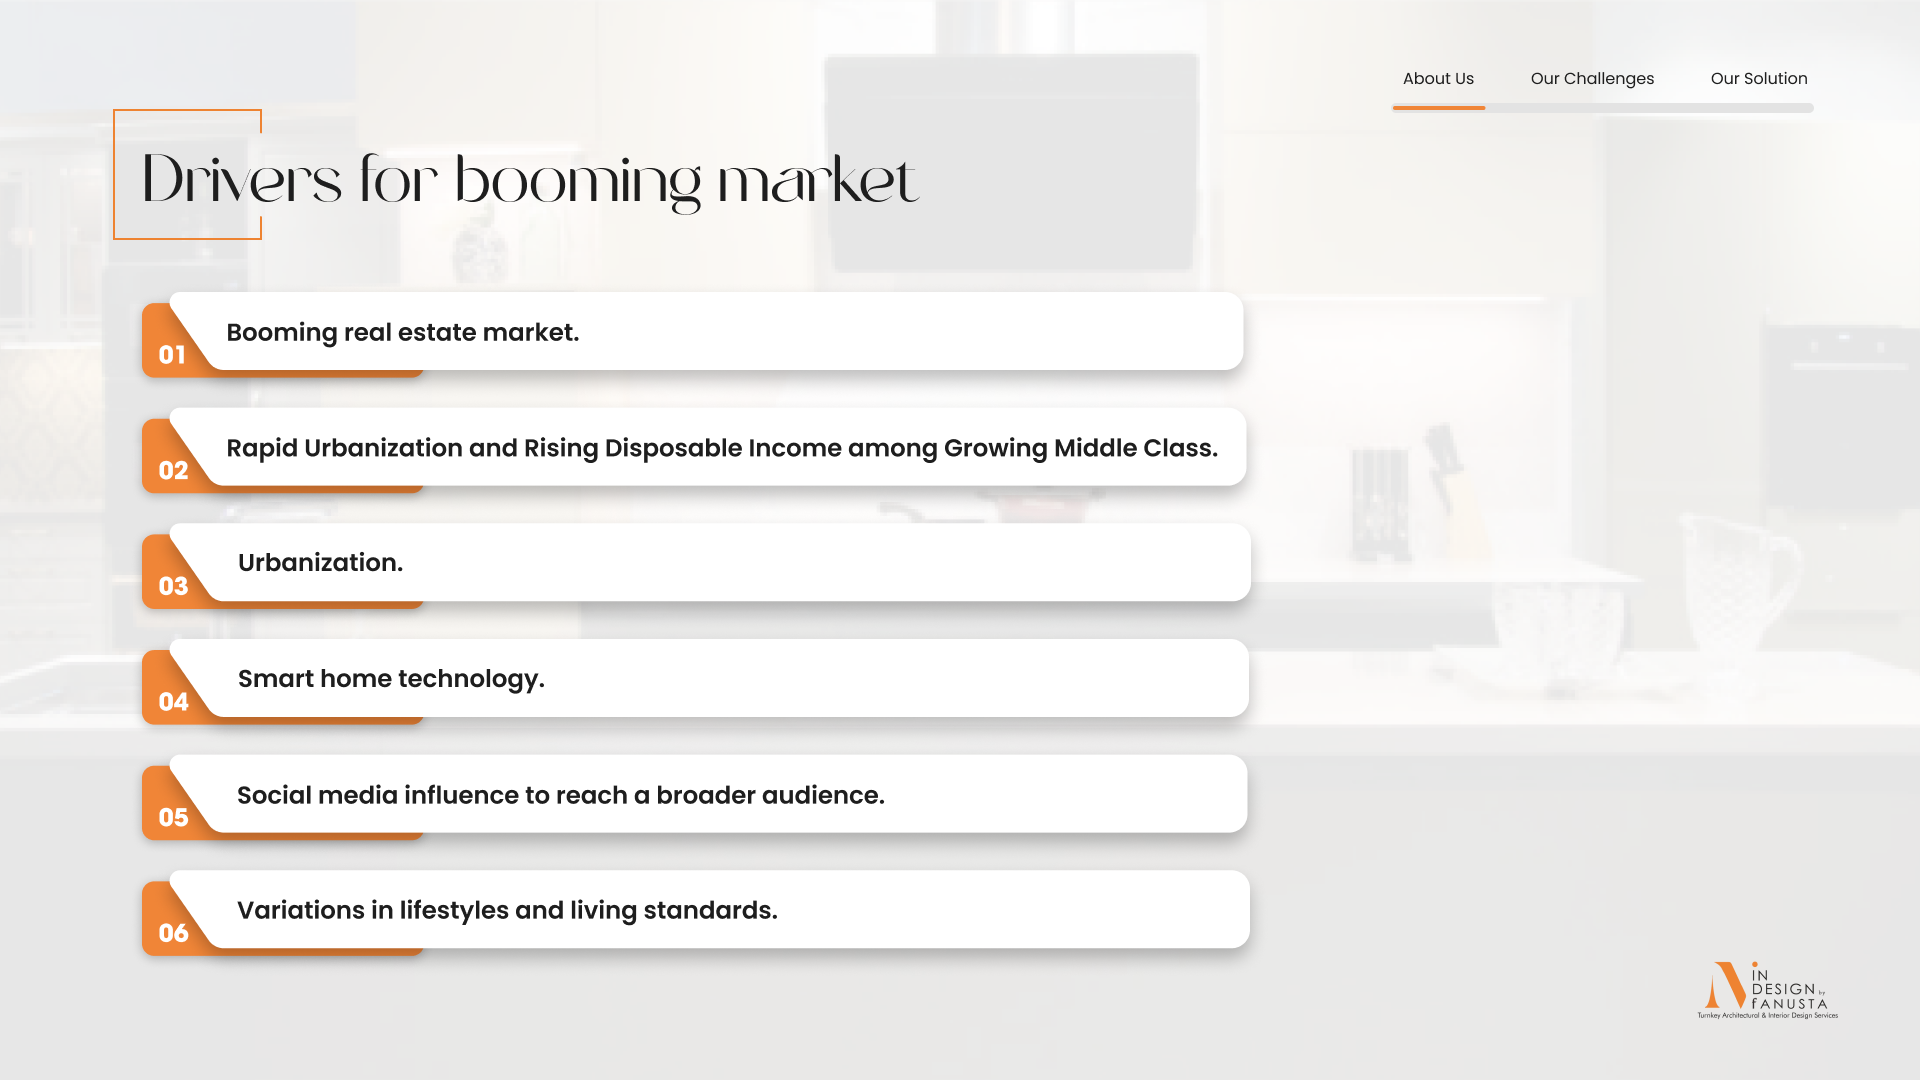 About Us
Our Challenges
Our Solution
Drivers for booming market
01
Booming real estate market.
02
Rapid Urbanization and Rising Disposable Income among Growing Middle Class.
03
Urbanization.
04
Smart home technology.
05
Social media influence to reach a broader audience.
06
Variations in lifestyles and living standards.
iN
DESIGN by
fANUSTA
Turnkey Architectural & Interior Design Services